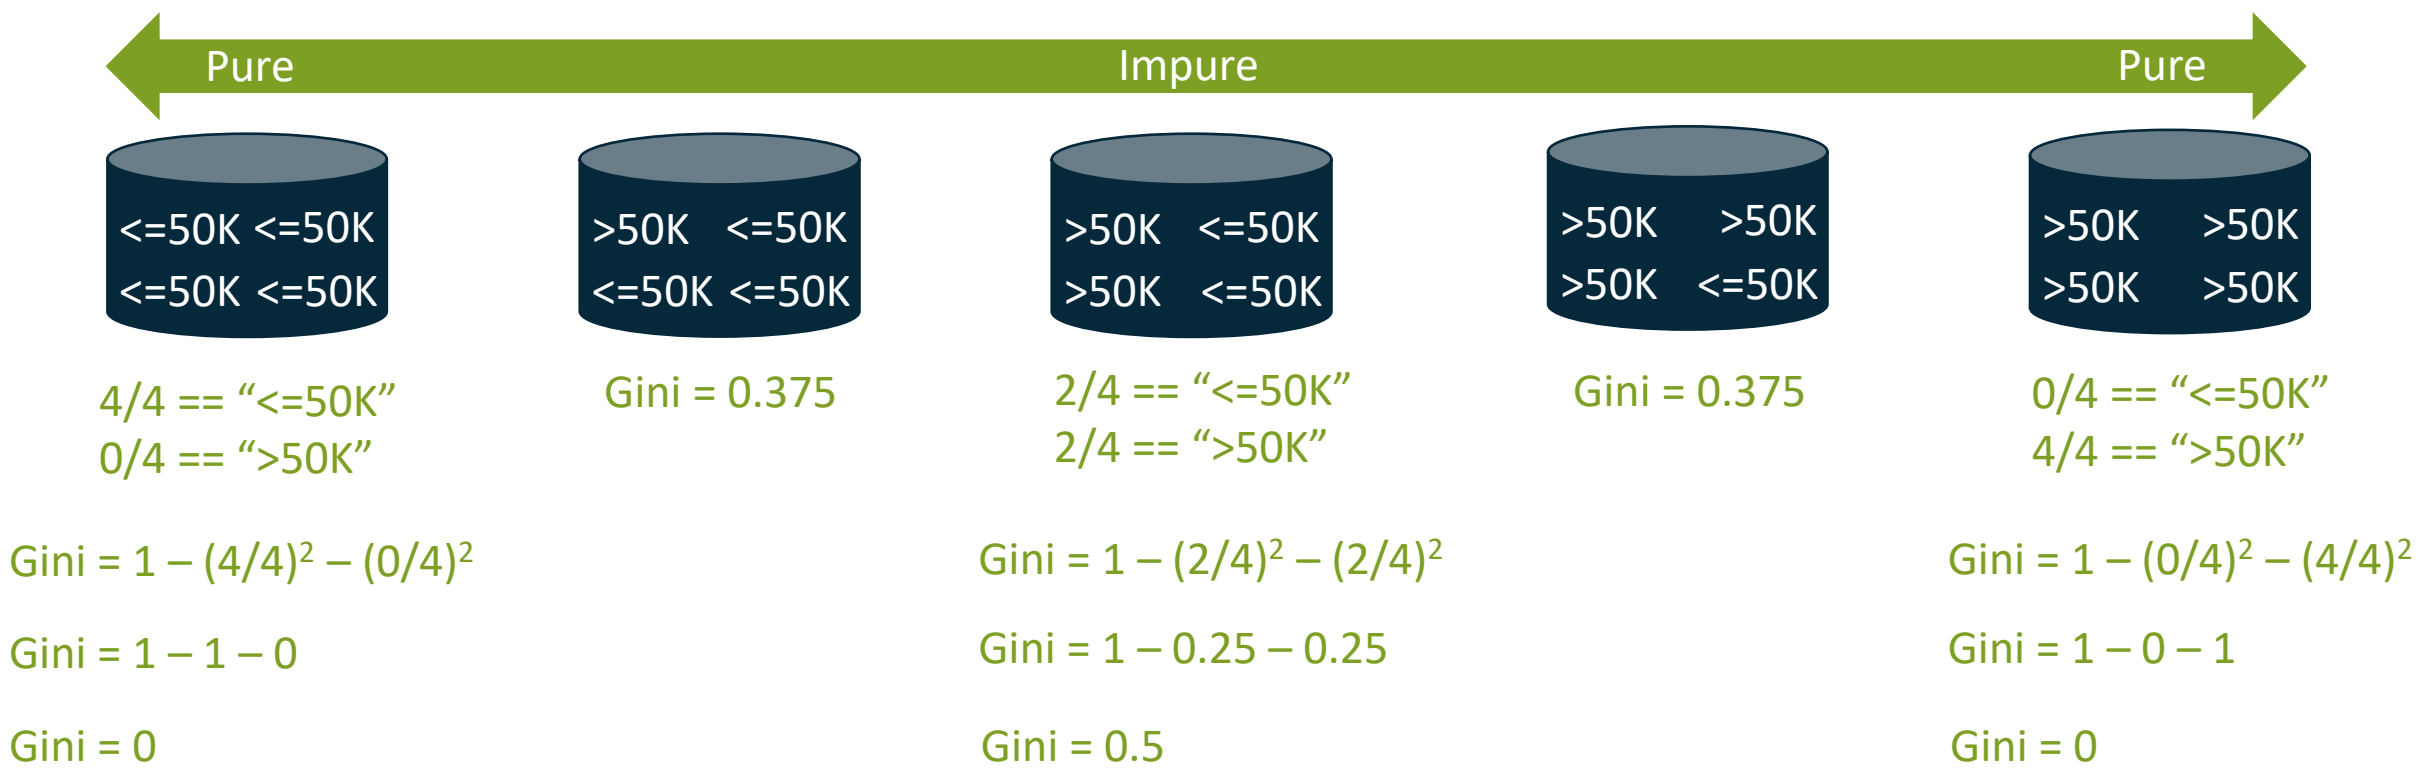 Pure
Impure
Pure
<=50K <=50K
<=50K <=50K
>50K <=50K
<=50K <=50K
>50K <=50K
>50K <=50K
>50K >50K
>50K <=50K
>50K >50K
>50K >50K
4/4 == “<=50K”
0/4 == “>50K”
Gini = 1 – (4/4)² – (0/4)²
Gini = 1 – 1 – 0
Gini = 0
Gini = 0.375
2/4 == “<=50K”
2/4 == “>50K”
Gini = 1 – (2/4)² – (2/4)²
Gini = 1 – 0.25 – 0.25
Gini = 0.5
Gini = 0.375
0/4 == “<=50K”
4/4 == “>50K”
Gini = 1 – (0/4)² – (4/4)²
Gini = 1 – 0 – 1
Gini = 0